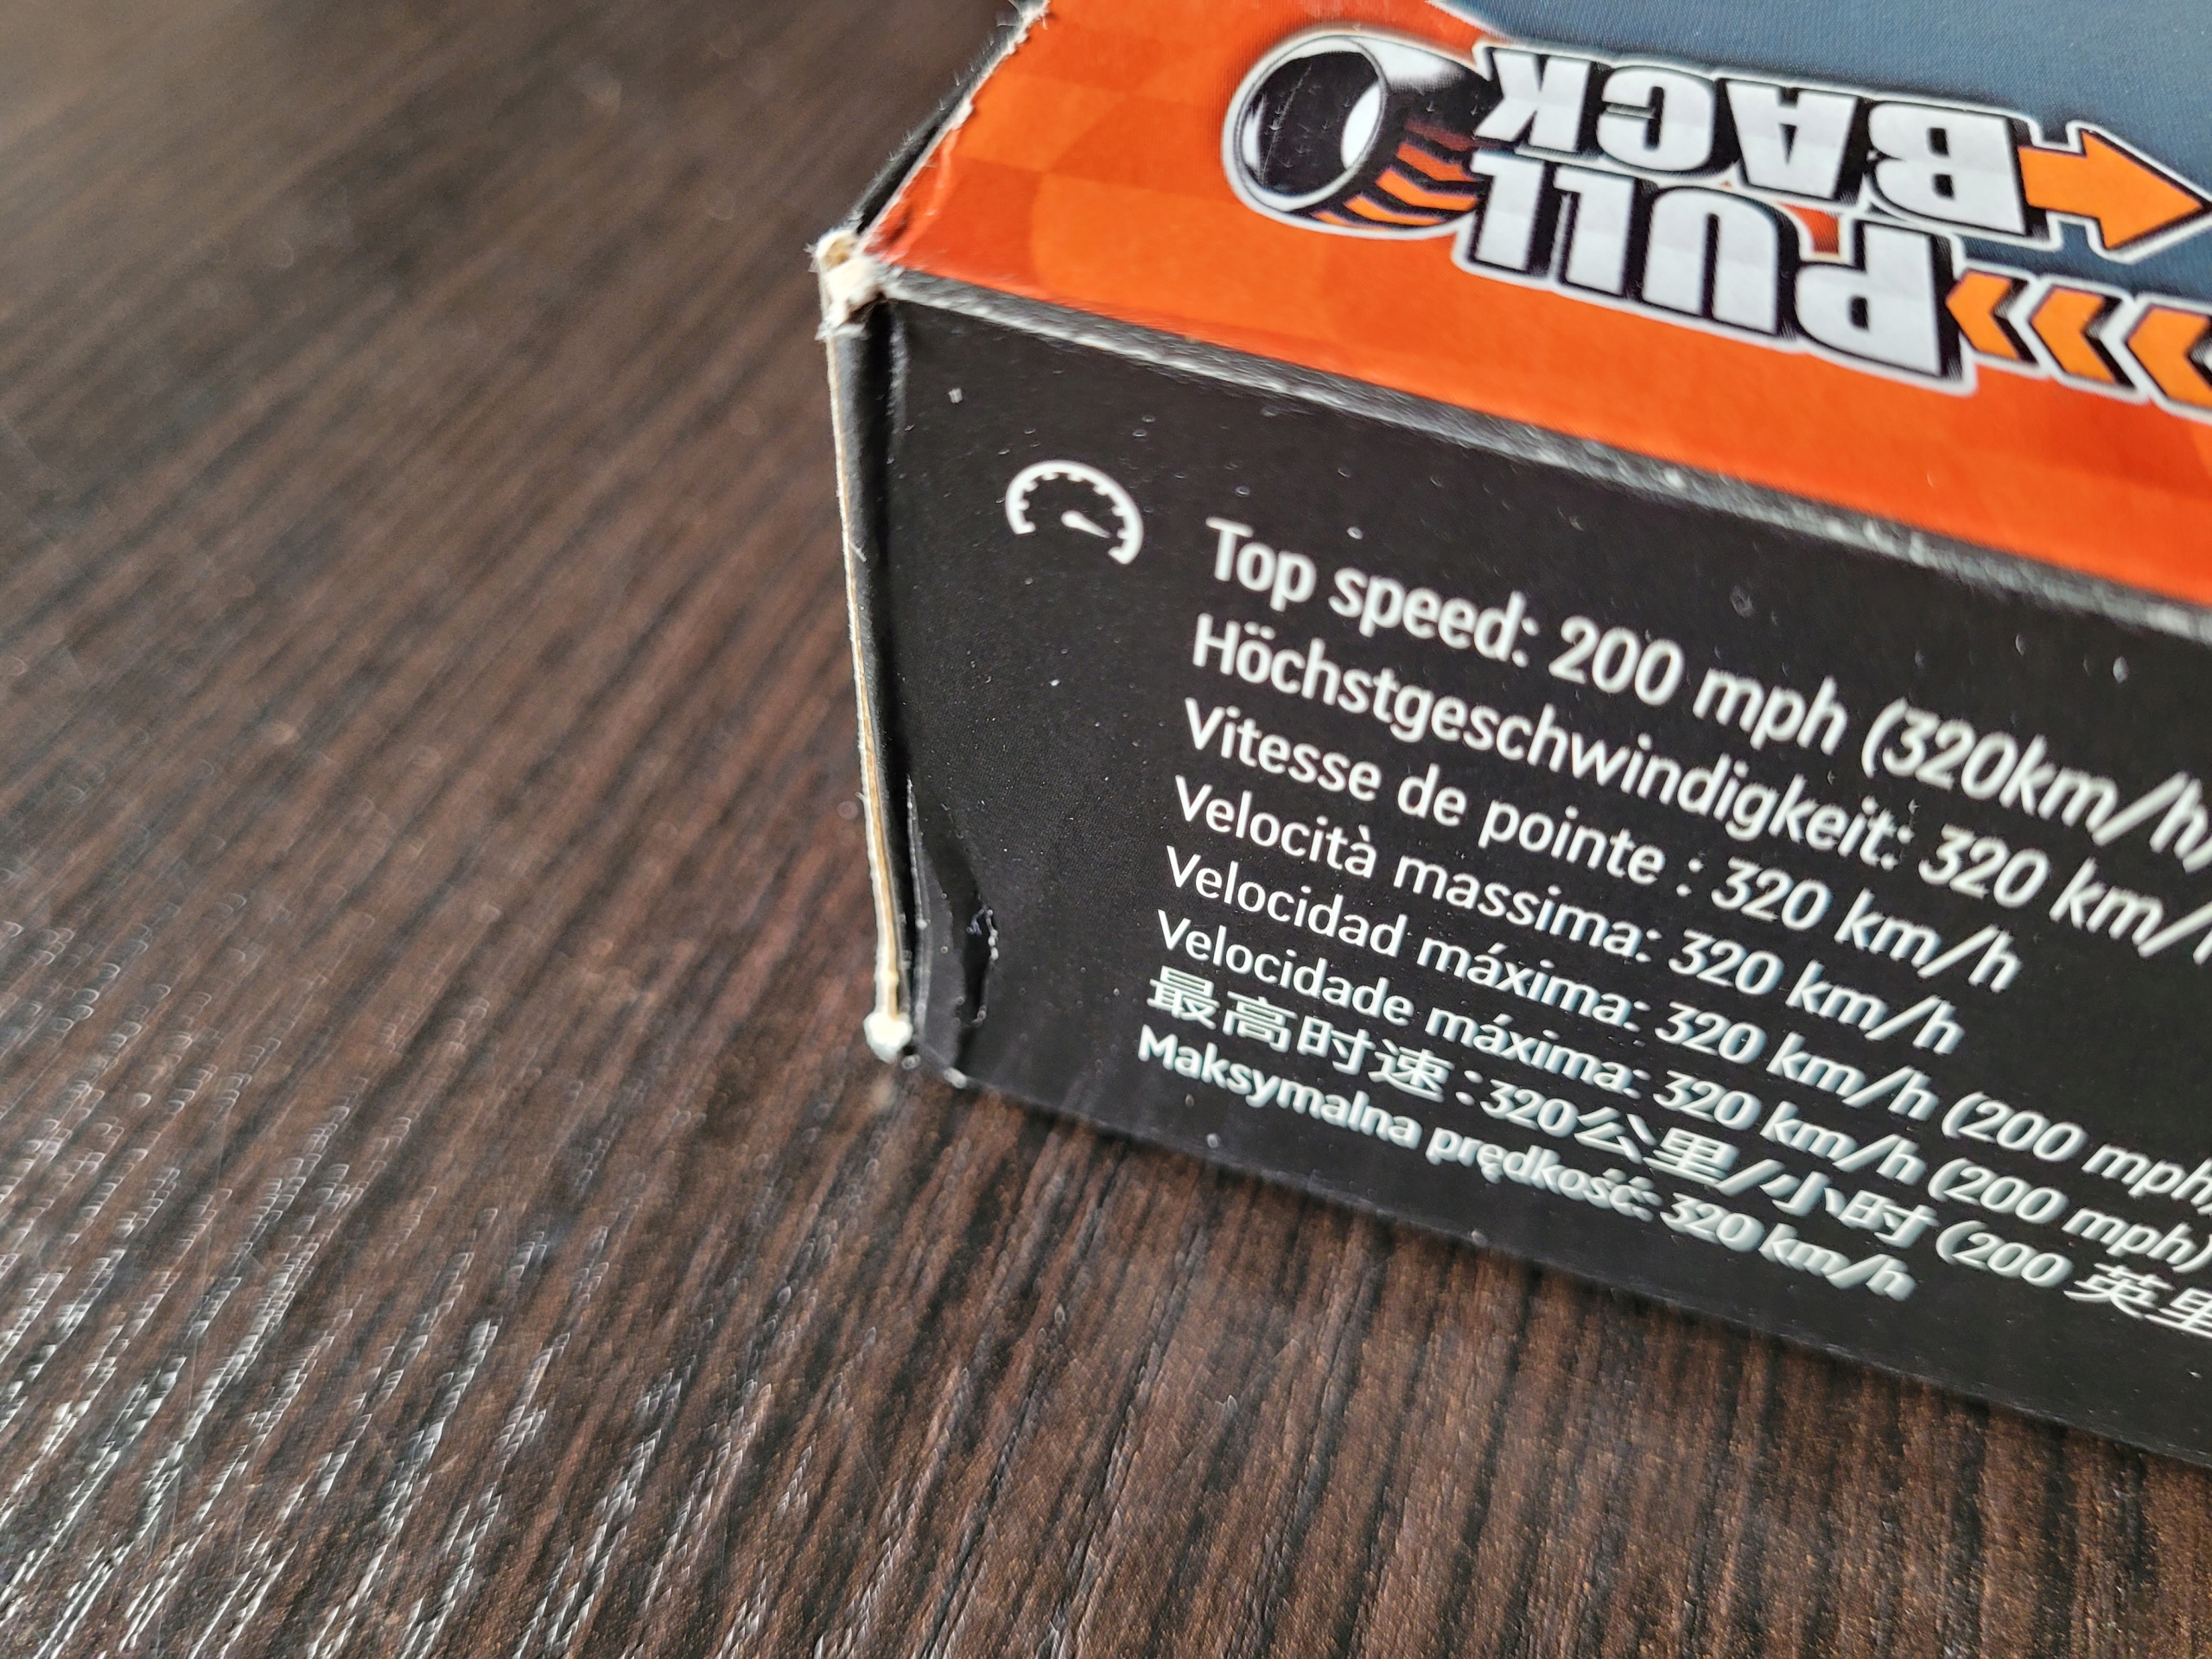 PULL
BACK
Top speed: 200 mph (320km/h)
Höchstgeschwindigkeit: 320 km/h
Vitesse de pointe : 320 km/h
Velocità massima: 320 km/h
Velocidad máxima: 320 km/h (200 mph)
Velocidade máxima: 320 km/h (200 mph)
最高时速：320公里/小时 (200 英里
Maksymalna prędkość: 320 km/h